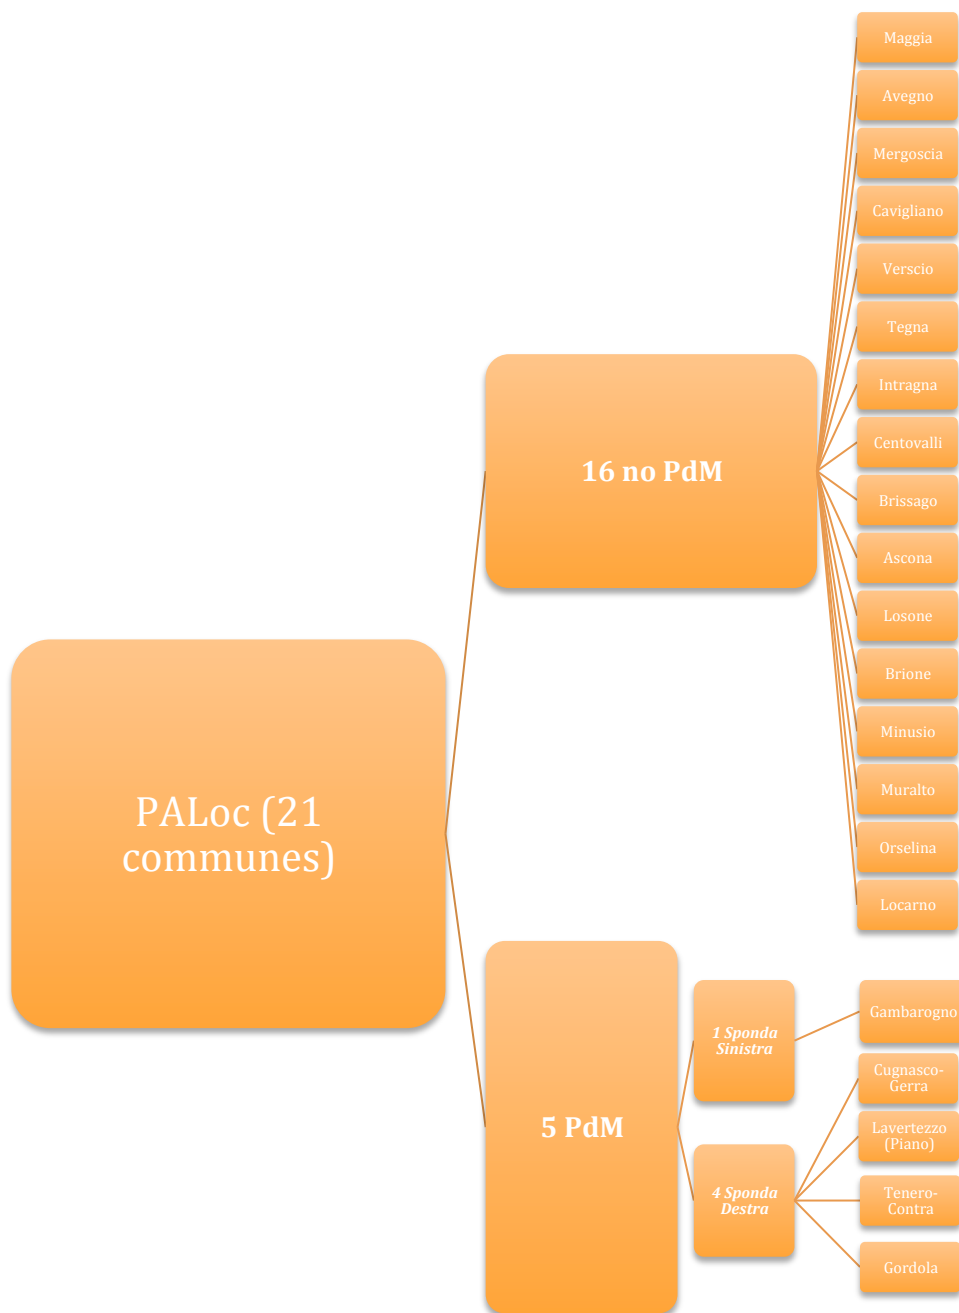 PALoc (21
communes)
16 no PdM
Maggia
Avegno
Mergoscia
Cavigliano
Verscio
Tegna
Intragna
Centovalli
Brissago
Ascona
Losone
Brione
Minusio
Muralto
Orselina
Locarno
5 PdM
1 Sponda
Sinistra
Gambarogno
4 Sponda
Destra
Cugnasco-
Gerra
Lavertezzo
(Piano)
Tenero-
Contra
Gordola